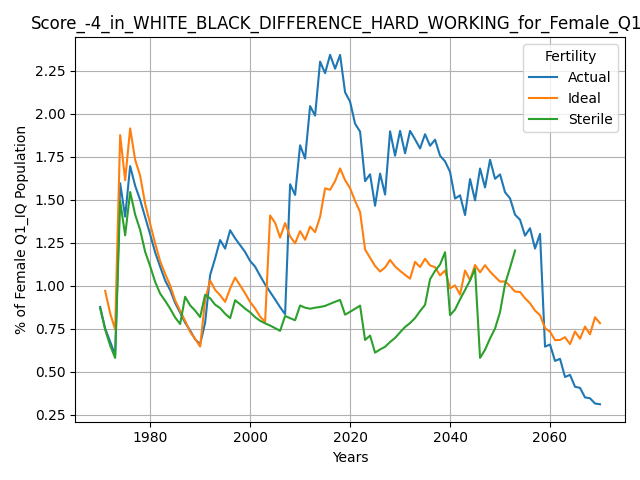 Score_-4_in_WHITE_BLACK_DIFFERENCE_HARD_WORKING_for_Female_Q1
Fertility
Actual
Ideal
Sterile
% of Female Q1_IQ Population
2.25
2.00
1.75
1.50
1.25
1.00
0.75
0.50
0.25
1980 2000 2020 2040 2060
Years